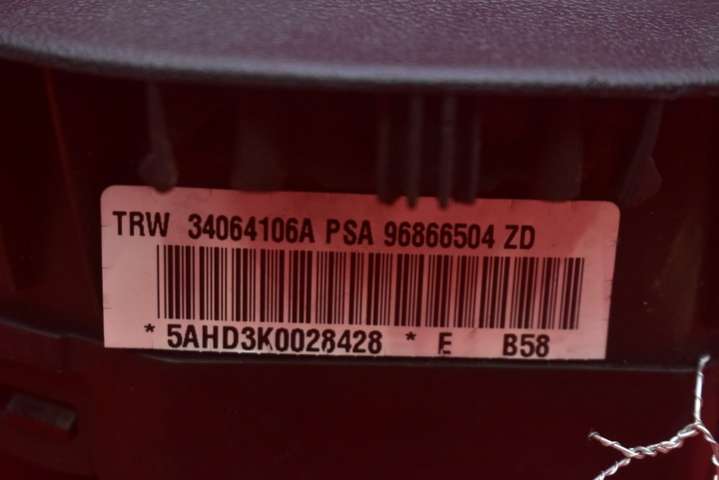 TRW 34064106A PSA 96866504 ZD
* 5AHD3K0028428 * E B58